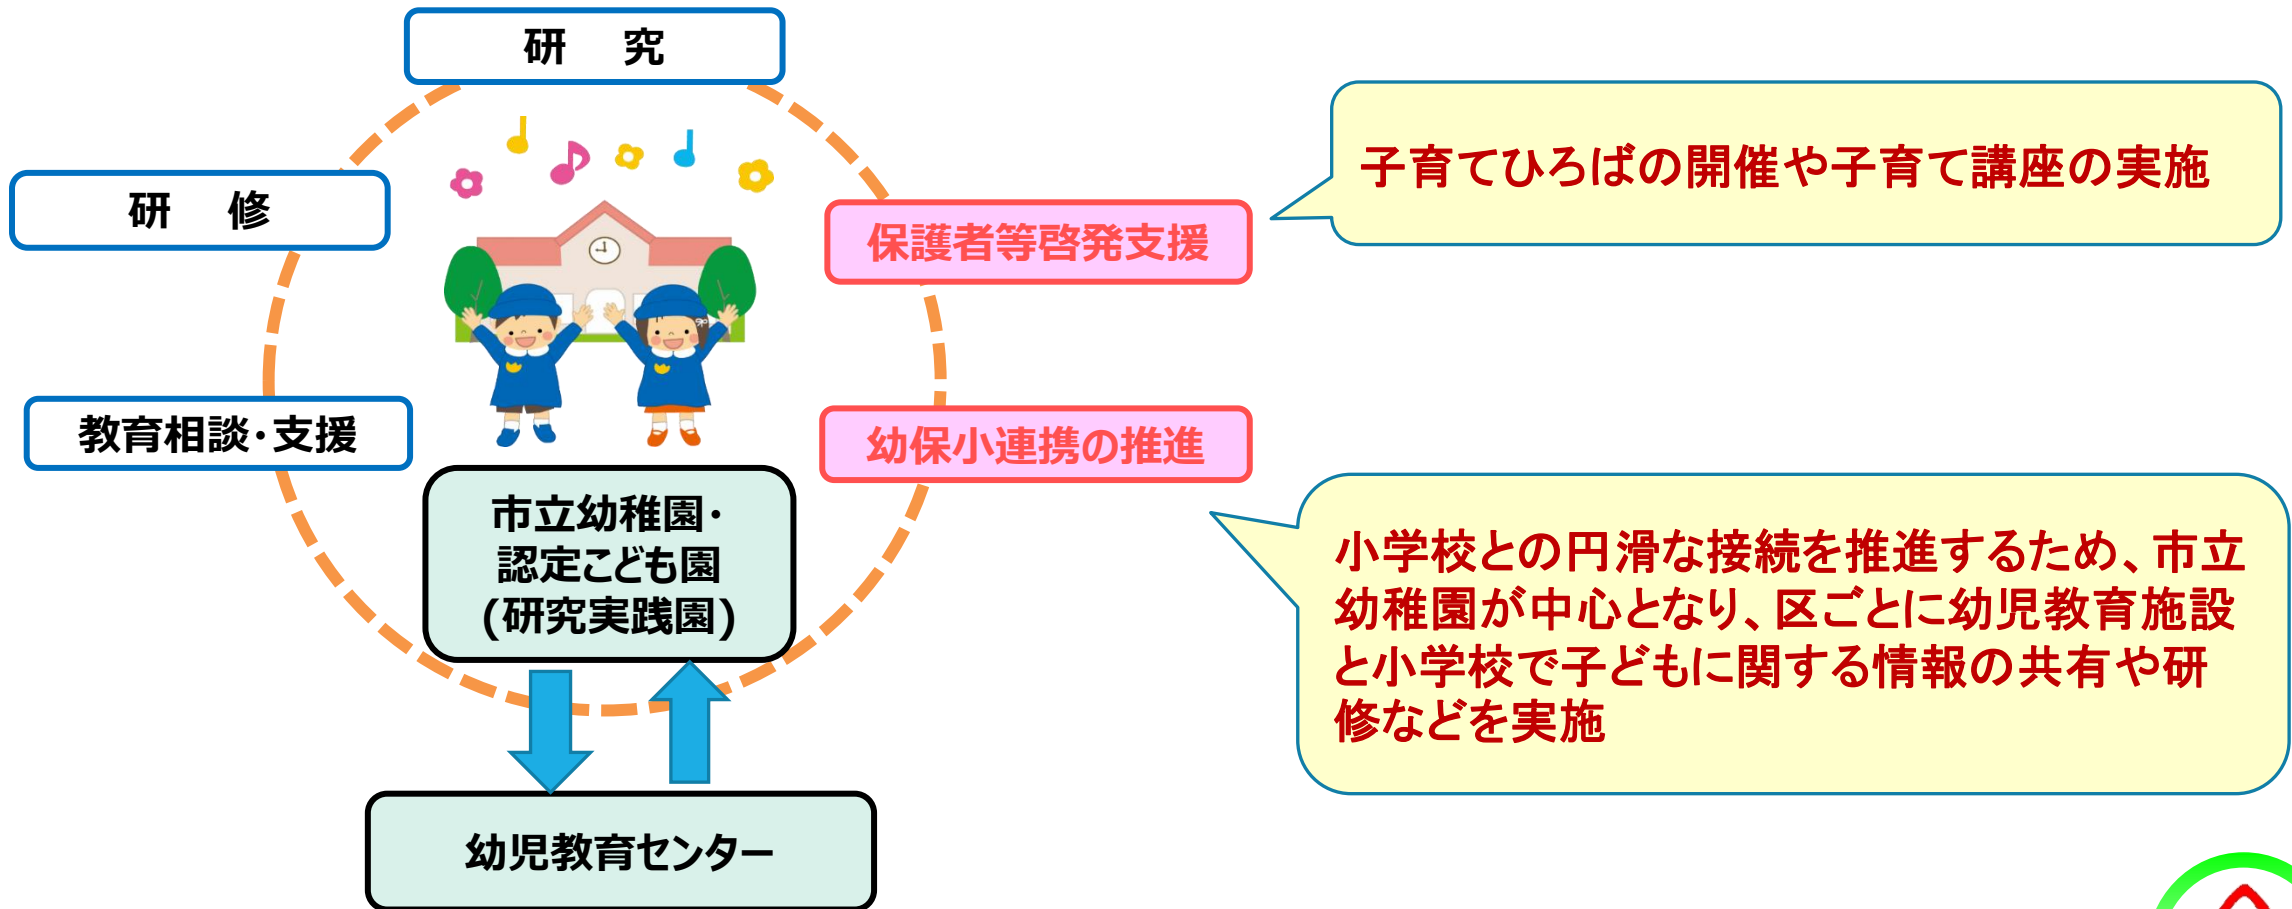 研　究
研　修
教育相談・支援
保護者等啓発支援
幼保小連携の推進
市立幼稚園・
認定こども園
(研究実践園)
幼児教育センター
子育てひろばの開催や子育て講座の実施
小学校との円滑な接続を推進するため、市立
幼稚園が中心となり、区ごとに幼児教育施設
と小学校で子どもに関する情報の共有や研
修などを実施